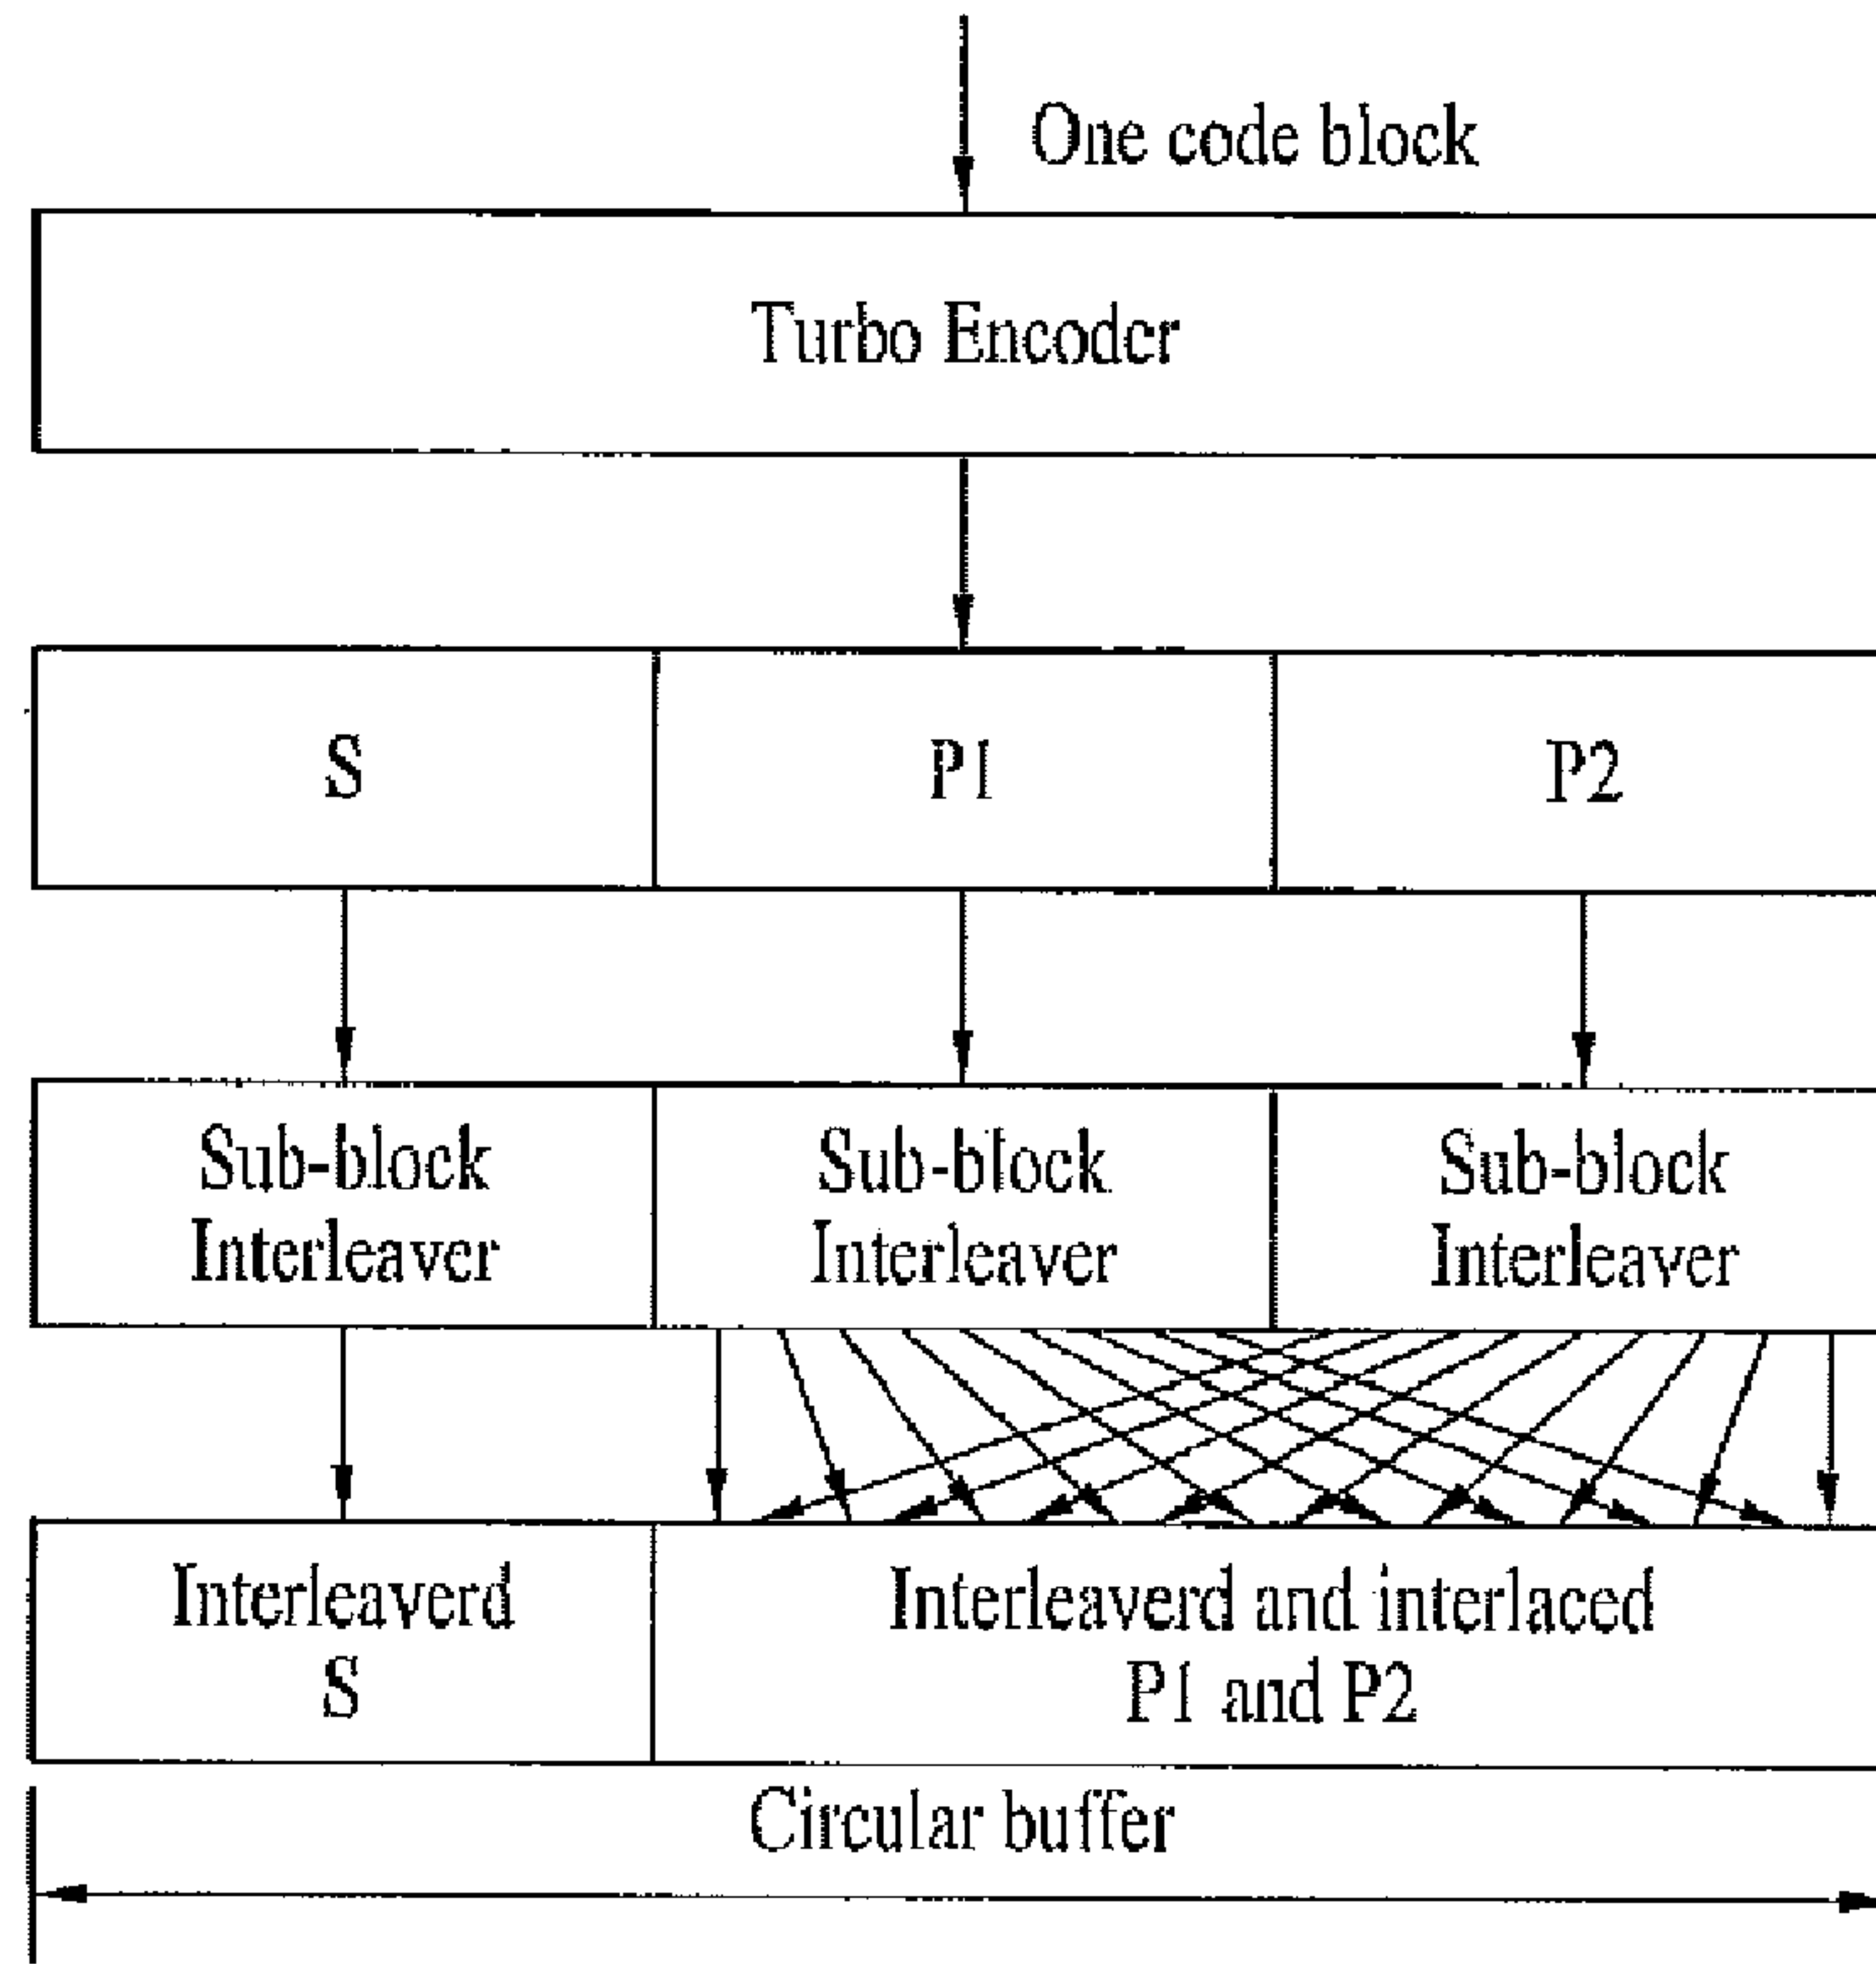 One code block
Turbo Encoder
S
P1
P2
Sub-block
Interleaver
Sub-block
Interleaver
Sub-block
Interleaver
Interleaverd
S
Interleaverd and interlaced
P1 and P2
Circular buffer